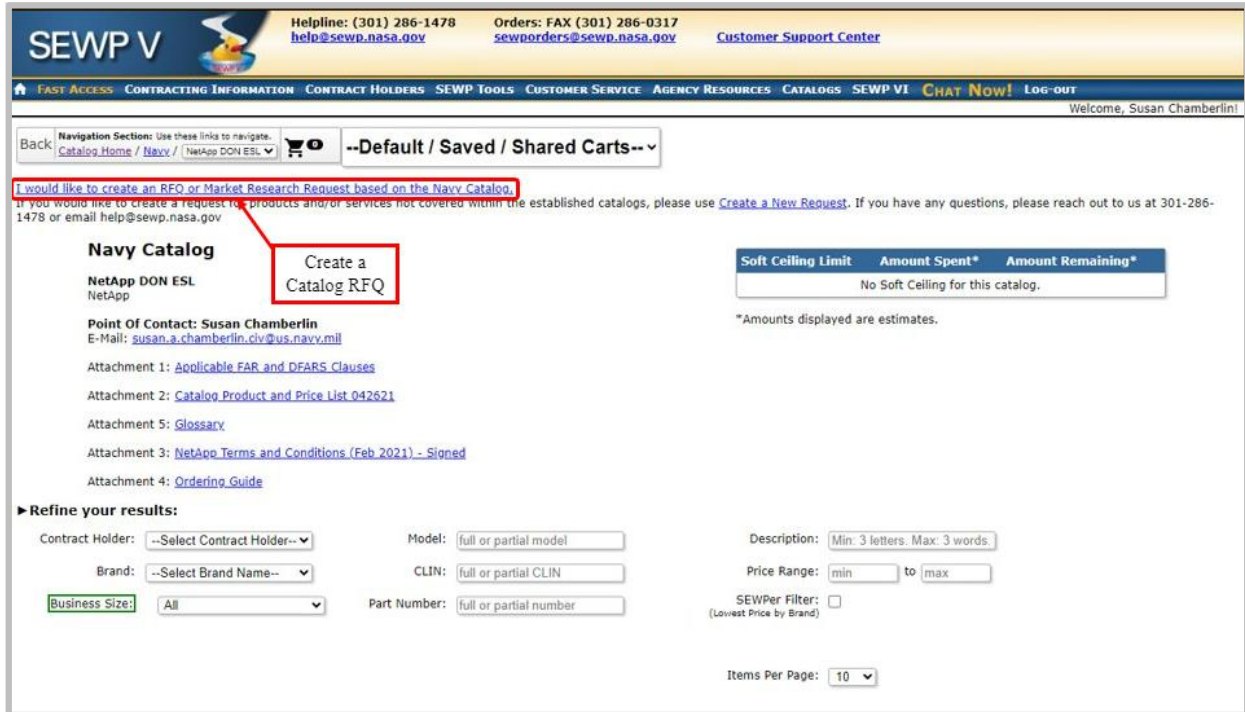 Helpline: (301) 286-1478 Orders: FAX (301) 286-0317
SEWP V
help@sewp.nasa.gov sewporders@sewp.nasa.gov Customer Support Center
SEWP V
FAST ACCESS CONTRACTING INFORMATION CONTRACT HOLDERS SEWP TOOLS CUSTOMER SERVICE AGENCY RESOURCES CATALOGS SEWP VI CHAT NOW! LOG-OUT
Welcome, Susan Chamberlin!
Navigation Section: Use these links to navigate.
Back Catalog Home / Navy / NetApp DON ESL 0 --Default / Saved / Shared Carts--
I would like to create an RFQ or Market Research Request based on the Navy Catalog.
If you would like to create a request for products and/or services not covered within the established catalogs, please use Create a New Request. If you have any questions, please reach out to us at 301-286-
1478 or email help@sewp.nasa.gov
Navy Catalog
Create a
Catalog RFQ
Soft Ceiling Limit Amount Spent* Amount Remaining*
No Soft Ceiling for this catalog.
*Amounts displayed are estimates.
NetApp DON ESL
NetApp
Point Of Contact: Susan Chamberlin
E-Mail: susan.a.chamberlin.civ@us.navy.mil
Attachment 1: Applicable FAR and DFARS Clauses
Attachment 2: Catalog Product and Price List 042621
Attachment 5: Glossary
Attachment 3: NetApp Terms and Conditions (Feb 2021) - Signed
Attachment 4: Ordering Guide
Refine your results:
Contract Holder: --Select Contract Holder-- Model: full or partial model Description: Min: 3 letters. Max: 3 words.
Brand: --Select Brand Name-- CLIN: full or partial CLIN Price Range: min to max
Business Size: All Part Number: full or partial number SEWPer Filter:
(Lowest Price by Brand)
Items Per Page: 10